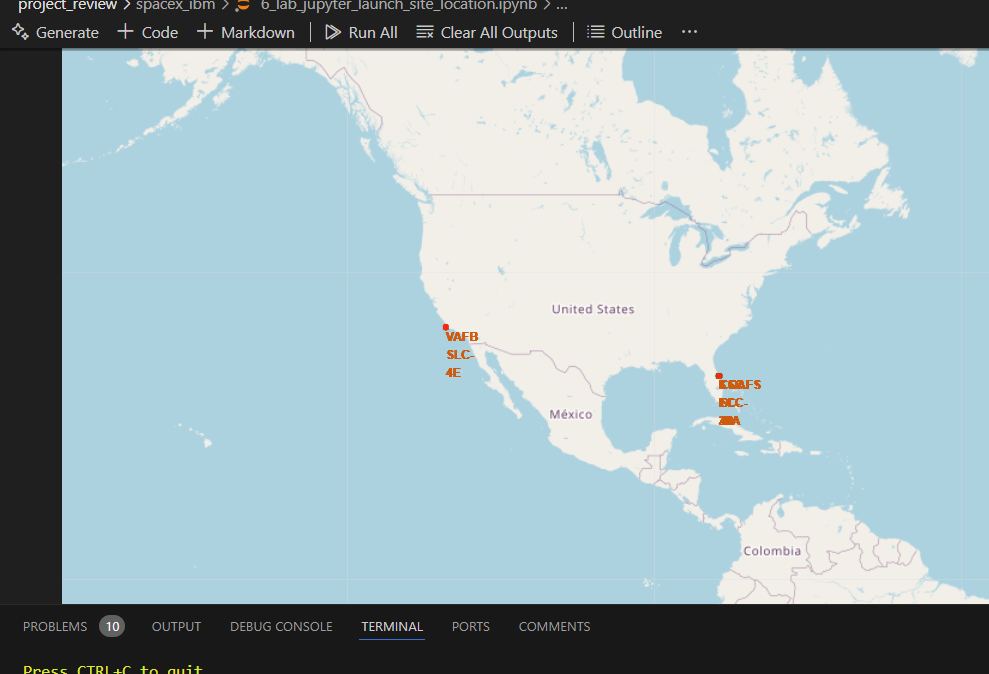 project_review > spacex_ibm > 6_lab_jupyter_launch_site_location.ipynb > ...
Generate + Code + Markdown Run All Clear All Outputs Outline ...
United States
VAFB
SLC-
4E
México
Colombia
PROBLEMS 10 OUTPUT DEBUG CONSOLE TERMINAL PORTS COMMENTS
Press CTRL+C to quit